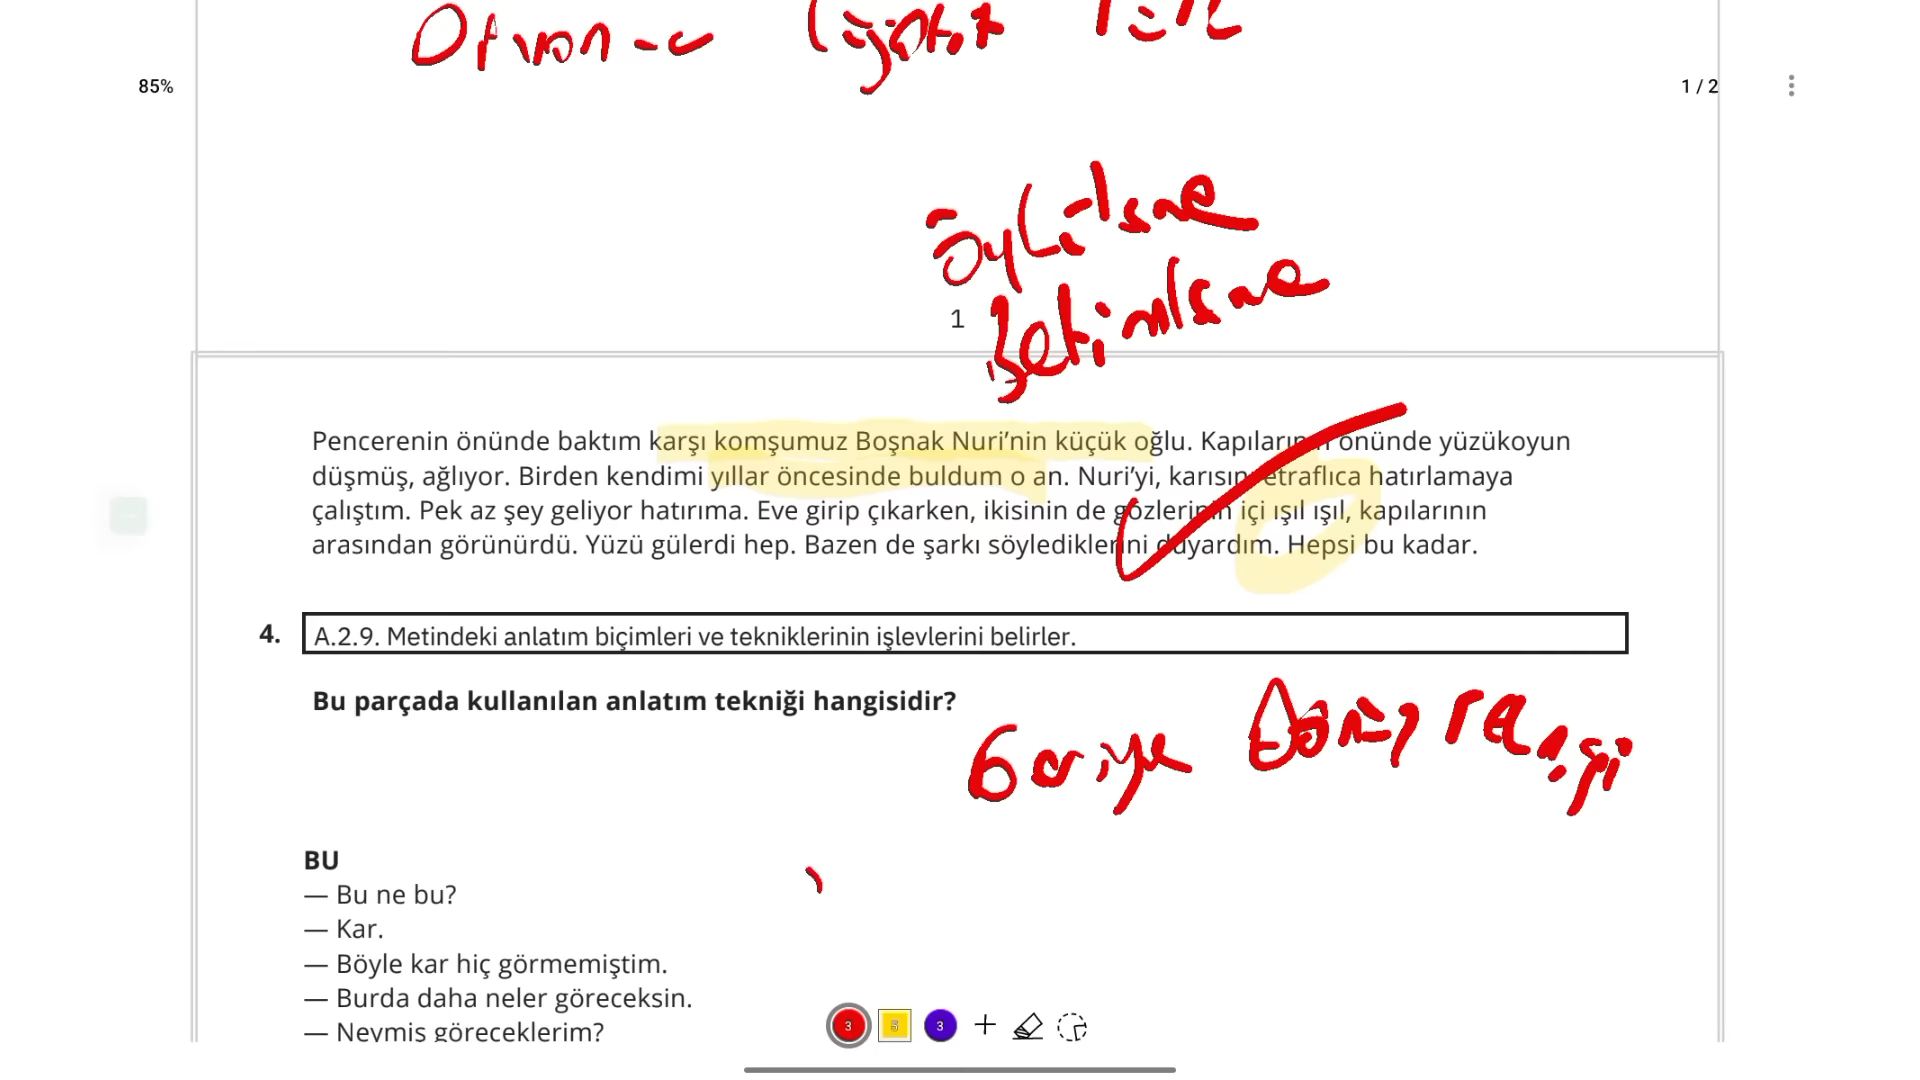 85%
1 / 2
Öyküleme
Betimleme
1
Pencerenin önünde baktım karşı komşumuz Boşnak Nuri’nin küçük oğlu. Kapılarının önünde yüzükoyun
düşmüş, ağlıyor. Birden kendimi yıllar öncesinde buldum o an. Nuri’yi, karısını etraflıca hatırlamaya
çalıştım. Pek az şey geliyor hatırıma. Eve girip çıkarken, ikisinin de gözlerinin içi ışıl ışıl, kapılarının
arasından görünürdü. Yüzü gülerdi hep. Bazen de şarkı söylediklerini duyardım. Hepsi bu kadar.
4. A.2.9. Metindeki anlatım biçimleri ve tekniklerinin işlevlerini belirler.
Bu parçada kullanılan anlatım tekniği hangisidir?
Geriye Dönüş Tekniği
BU
— Bu ne bu?
— Kar.
— Böyle kar hiç görmemiştim.
— Burda daha neler göreceksin.
— Neymiş göreceklerim?
3 5 3